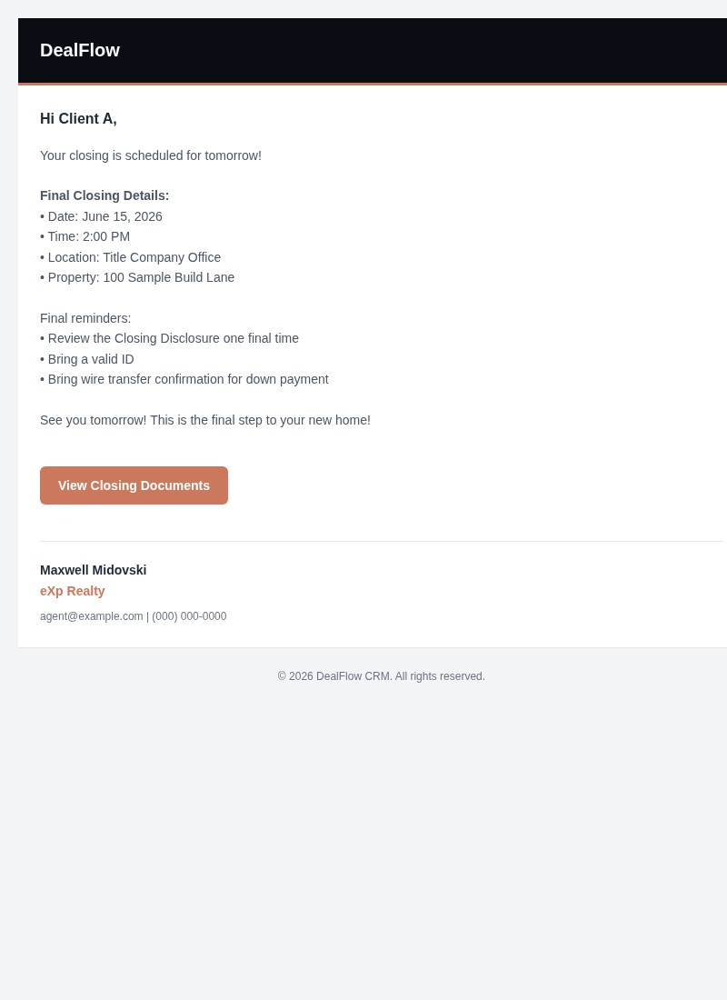 DealFlow
Hi Client A,
Your closing is scheduled for tomorrow!
Final Closing Details:
• Date: June 15, 2026
• Time: 2:00 PM
• Location: Title Company Office
• Property: 100 Sample Build Lane
Final reminders:
• Review the Closing Disclosure one final time
• Bring a valid ID
• Bring wire transfer confirmation for down payment
See you tomorrow! This is the final step to your new home!
View Closing Documents
Maxwell Midovski
eXp Realty
agent@example.com | (000) 000-0000
© 2026 DealFlow CRM. All rights reserved.